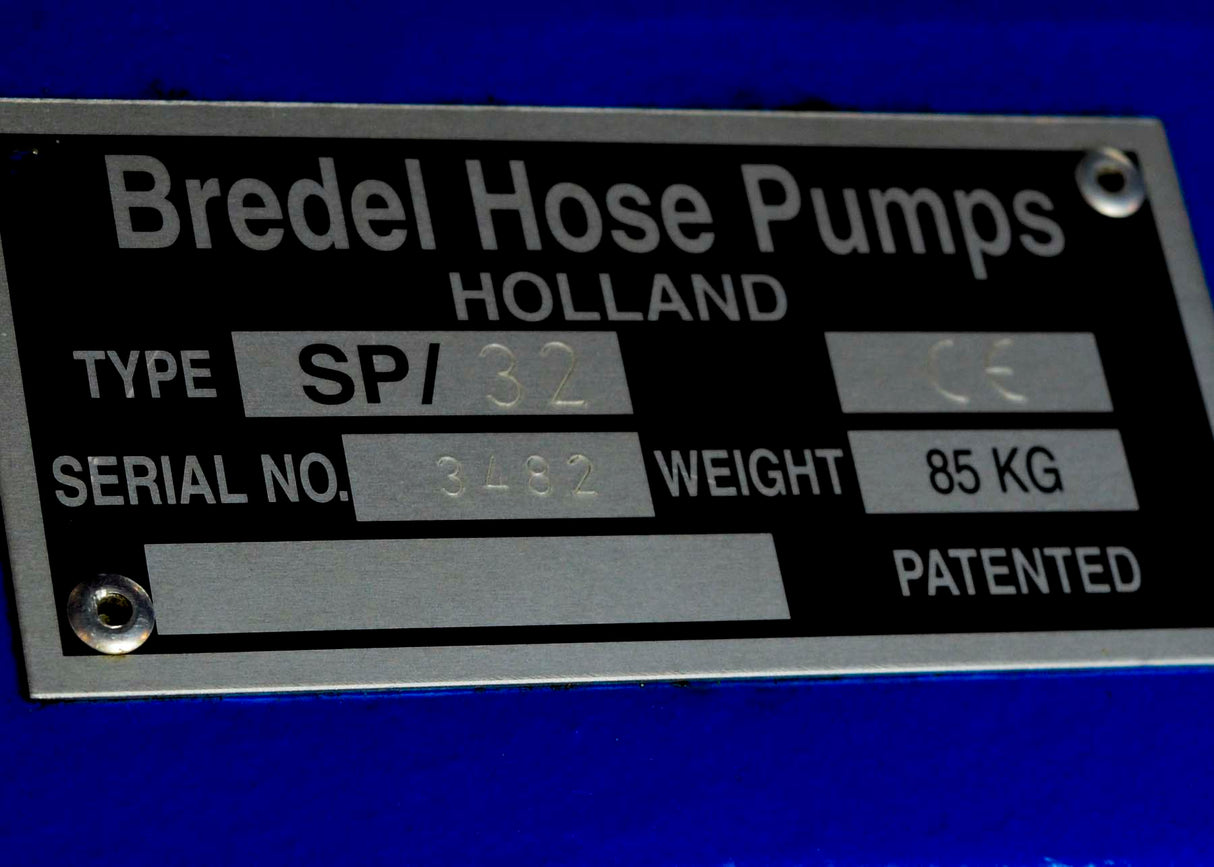 Bredel Hose Pumps
HOLLAND
TYPE SP/ 32 CE
SERIAL NO. 3482 WEIGHT 85 KG
PATENTED